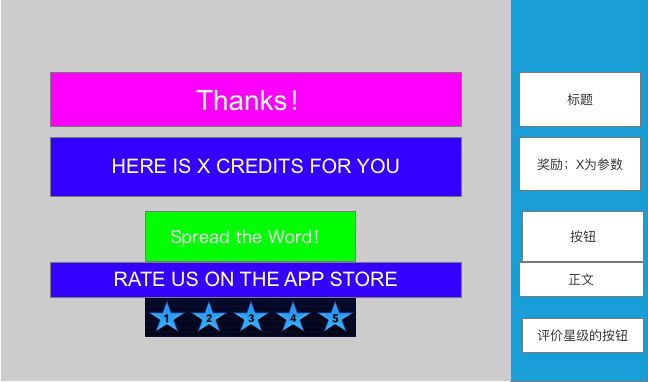 Thanks！
标题
HERE IS X CREDITS FOR YOU
奖励；X为参数
Spread the Word！
按钮
RATE US ON THE APP STORE
正文
1 2 3 4 5
评价星级的按钮